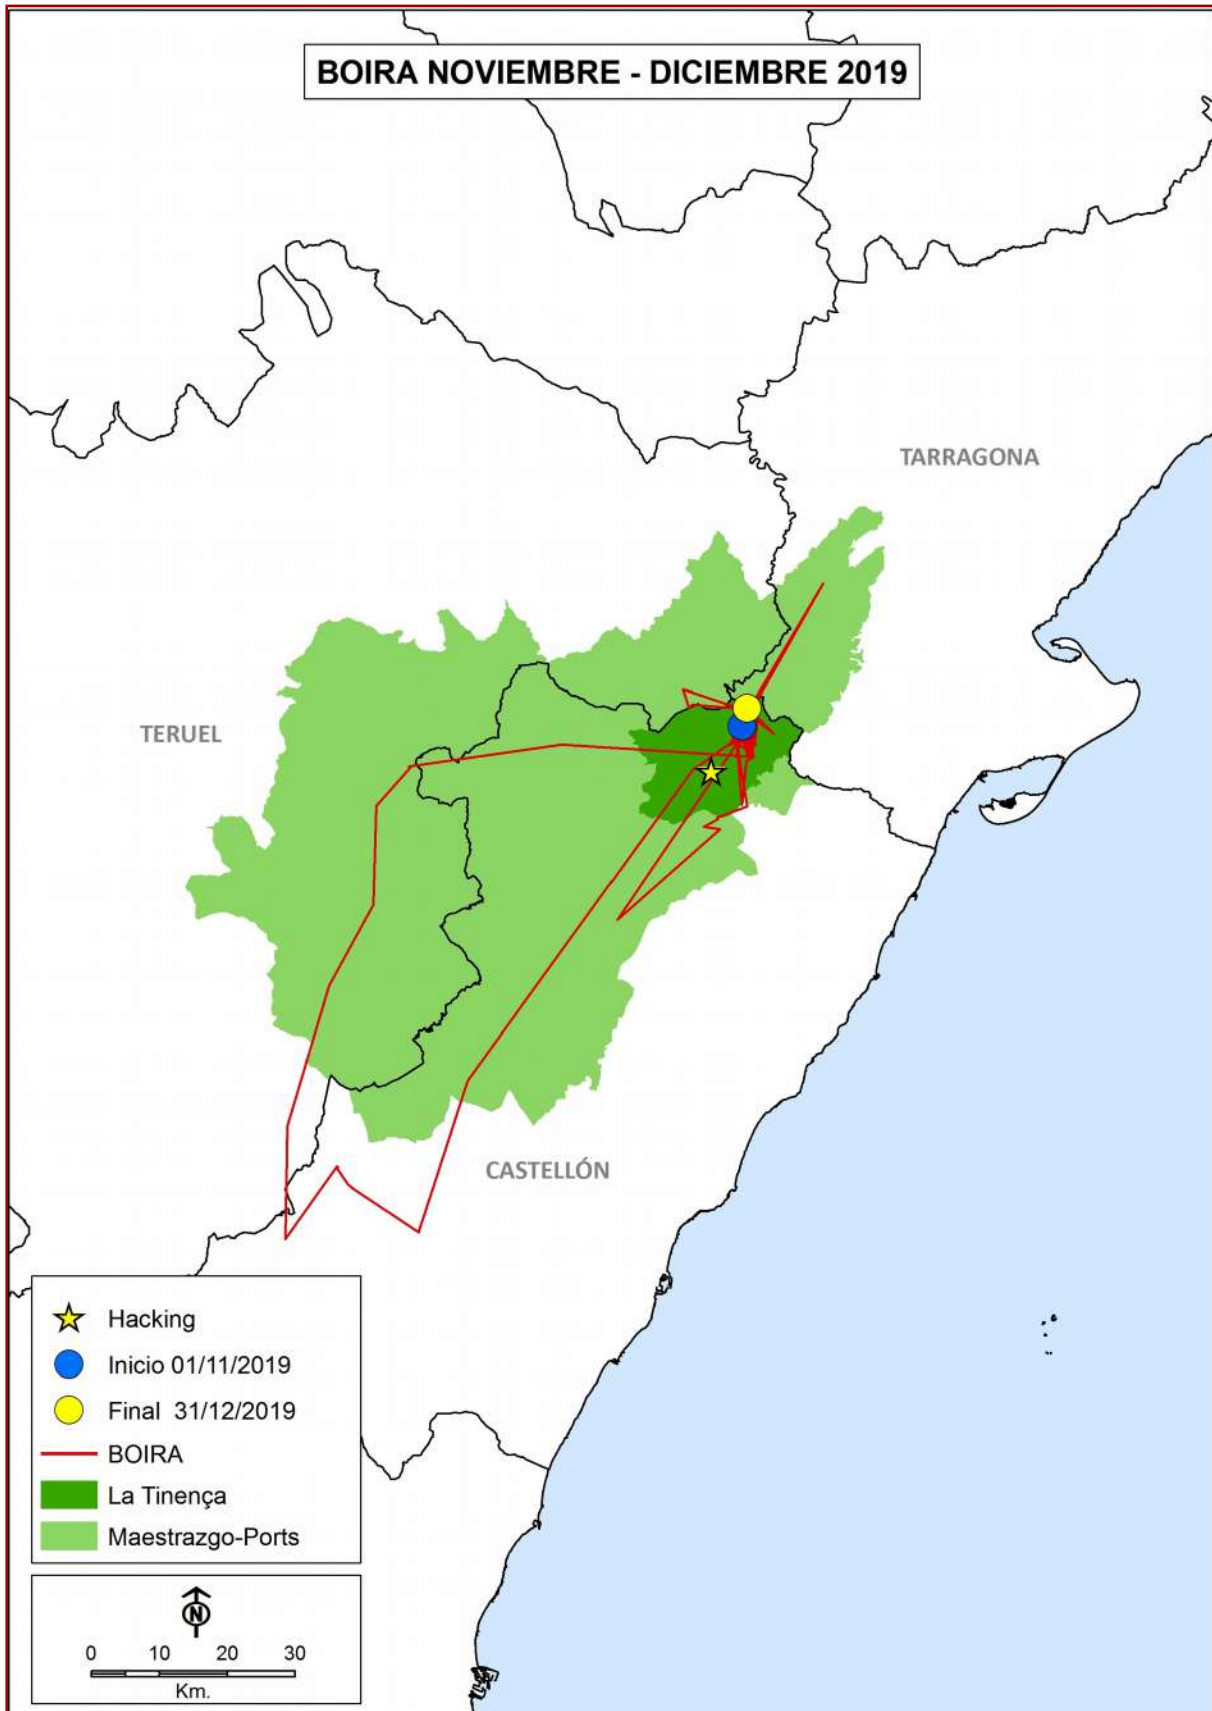 BOIRA NOVIEMBRE - DICIEMBRE 2019
TARRAGONA
TERUEL
CASTELLÓN
Hacking
Inicio 01/11/2019
Final 31/12/2019
BOIRA
La Tinença
Maestrazgo-Ports
N
0 10 20 30
Km.